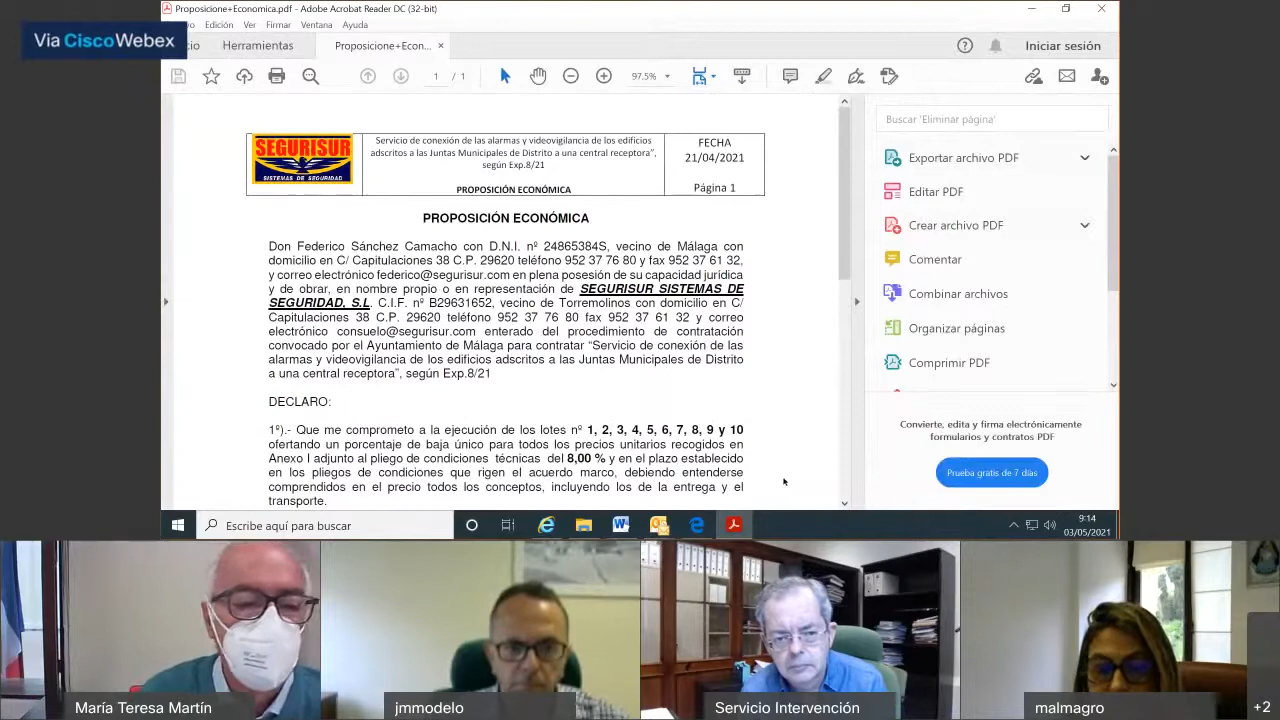 Proposicione+Economica.pdf - Adobe Acrobat Reader DC (32-bit)
Edición Ver Firmar Ventana Ayuda
Via Cisco Webex
Herramientas Proposicione+Econ... × Iniciar sesión
1 / 1 97.5%
Buscar 'Eliminar página'
SEGURISUR
SISTEMAS DE SEGURIDAD
Servicio de conexión de las alarmas y videovigilancia de los edificios
adscritos a las Juntas Municipales de Distrito a una central receptora",
según Exp.8/21
PROPOSICIÓN ECONÓMICA
FECHA
21/04/2021
Página 1
PROPOSICIÓN ECONÓMICA
Don Federico Sánchez Camacho con D.N.I. nº 24865384S, vecino de Málaga con
domicilio en C/ Capitulaciones 38 C.P. 29620 teléfono 952 37 76 80 y fax 952 37 61 32,
y correo electrónico federico@segurisur.com en plena posesión de su capacidad jurídica
y de obrar, en nombre propio o en representación de SEGURISUR SISTEMAS DE
SEGURIDAD, S.L. C.I.F. nº B29631652, vecino de Torremolinos con domicilio en C/
Capitulaciones 38 C.P. 29620 teléfono 952 37 76 80 fax 952 37 61 32 y correo
electrónico consuelo@segurisur.com enterado del procedimiento de contratación
convocado por el Ayuntamiento de Málaga para contratar "Servicio de conexión de las
alarmas y videovigilancia de los edificios adscritos a las Juntas Municipales de Distrito
a una central receptora", según Exp.8/21
DECLARO:
1º).- Que me comprometo a la ejecución de los lotes nº 1, 2, 3, 4, 5, 6, 7, 8, 9 y 10
ofertando un porcentaje de baja único para todos los precios unitarios recogidos en
Anexo I adjunto al pliego de condiciones técnicas del 8,00 % y en el plazo establecido
en los pliegos de condiciones que rigen el acuerdo marco, debiendo entenderse
en el precio todos los conceptos, incluyendo los de la entrega y el
transporte.
Exportar archivo PDF
Editar PDF
Crear archivo PDF
Comentar
Combinar archivos
Organizar páginas
Comprimir PDF
Convierte, edita y firma electrónicamente
formularios y contratos PDF
Prueba gratis de 7 días
Escribe aquí para buscar
9:14
03/05/2021
María Teresa Martín
jmmodelo
Servicio Intervención
malmagro
+2